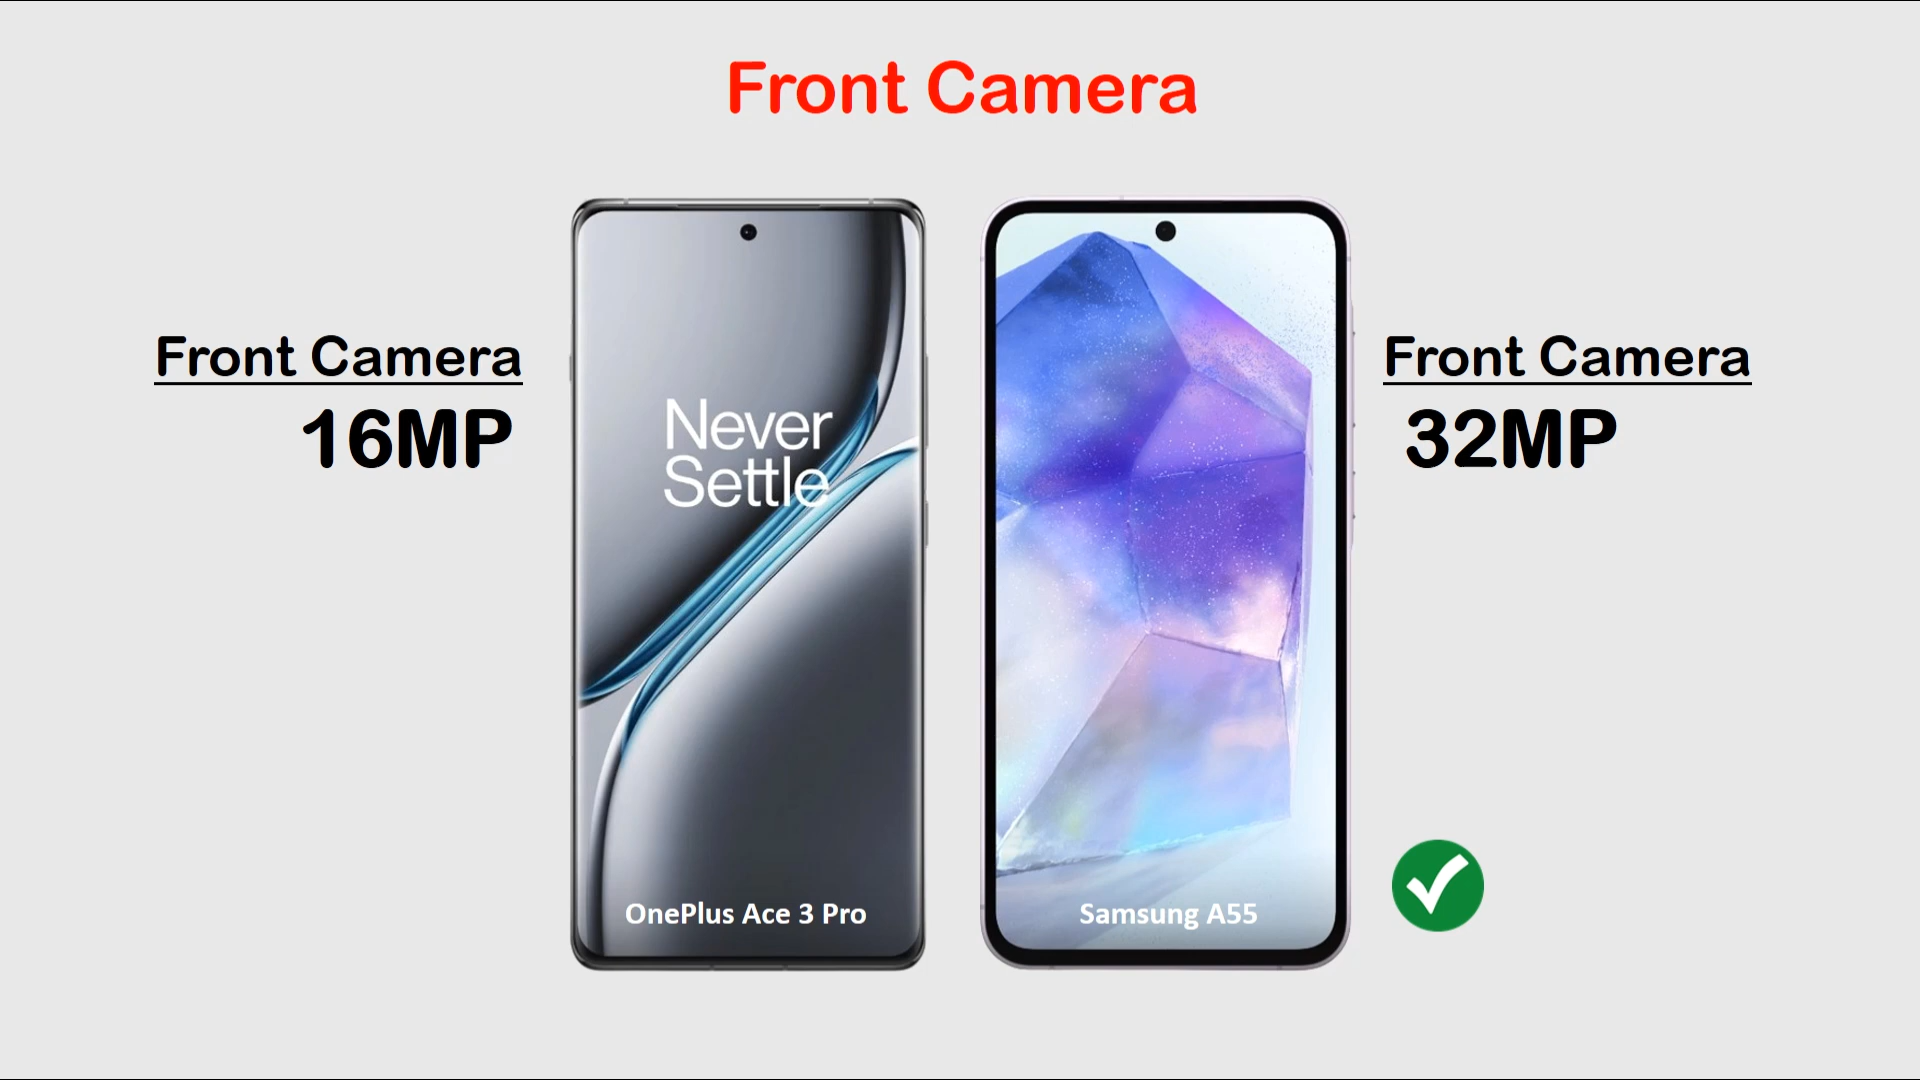 Front Camera
Front Camera
16MP
Never
Settle
OnePlus Ace 3 Pro
Front Camera
32MP
Samsung A55